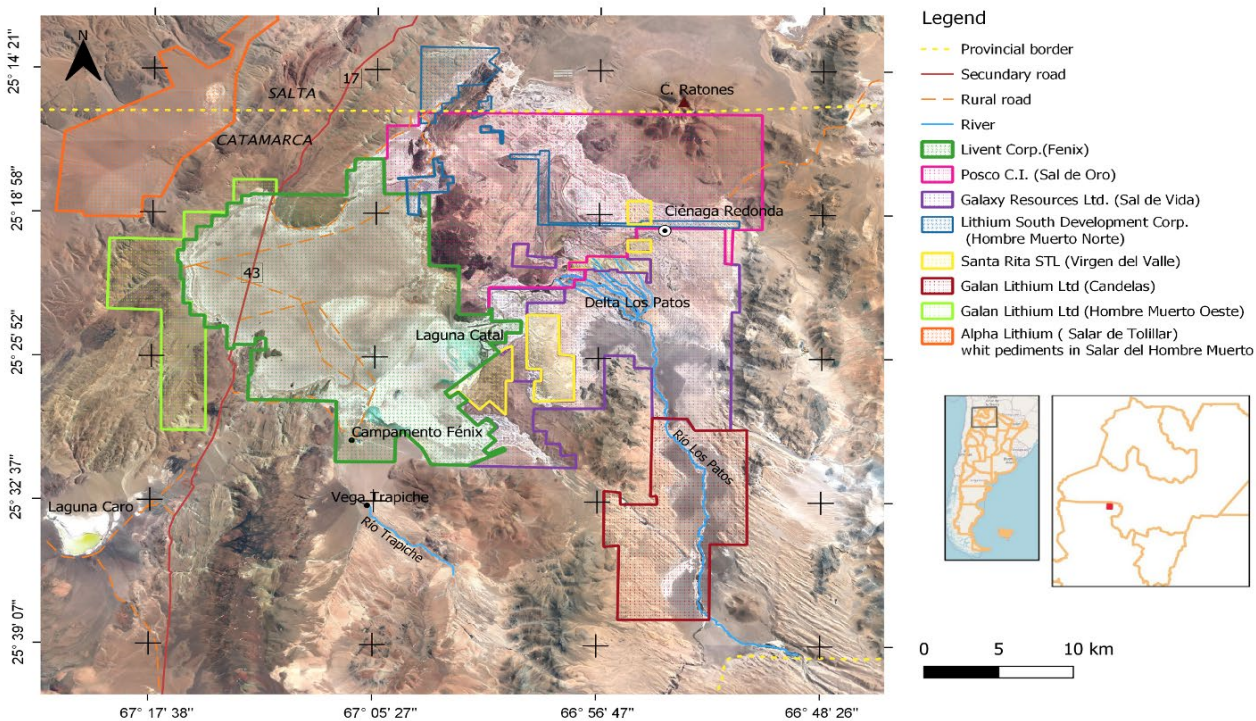 N
25° 14' 21"
25° 18' 58"
25° 25' 52"
25° 32' 37"
25° 39' 07"
67° 17' 38"
67° 05' 27"
66° 56' 47"
66° 48' 26"
17
SALTA
CATAMARCA
C. Ratones
Ciénaga Redonda
43
Delta Los Patos
Laguna Catal
Campamento Fénix
Río Los Patos
Vega Trapiche
Río Trapiche
Laguna Caro
Legend
Provincial border
Secundary road
Rural road
River
Livent Corp.(Fenix)
Posco C.I. (Sal de Oro)
Galaxy Resources Ltd. (Sal de Vida)
Lithium South Development Corp.
(Hombre Muerto Norte)
Santa Rita STL (Virgen del Valle)
Galan Lithium Ltd (Candelas)
Galan Lithium Ltd (Hombre Muerto Oeste)
Alpha Lithium ( Salar de Tolillar)
whit pediments in Salar del Hombre Muerto
0 5 10 km